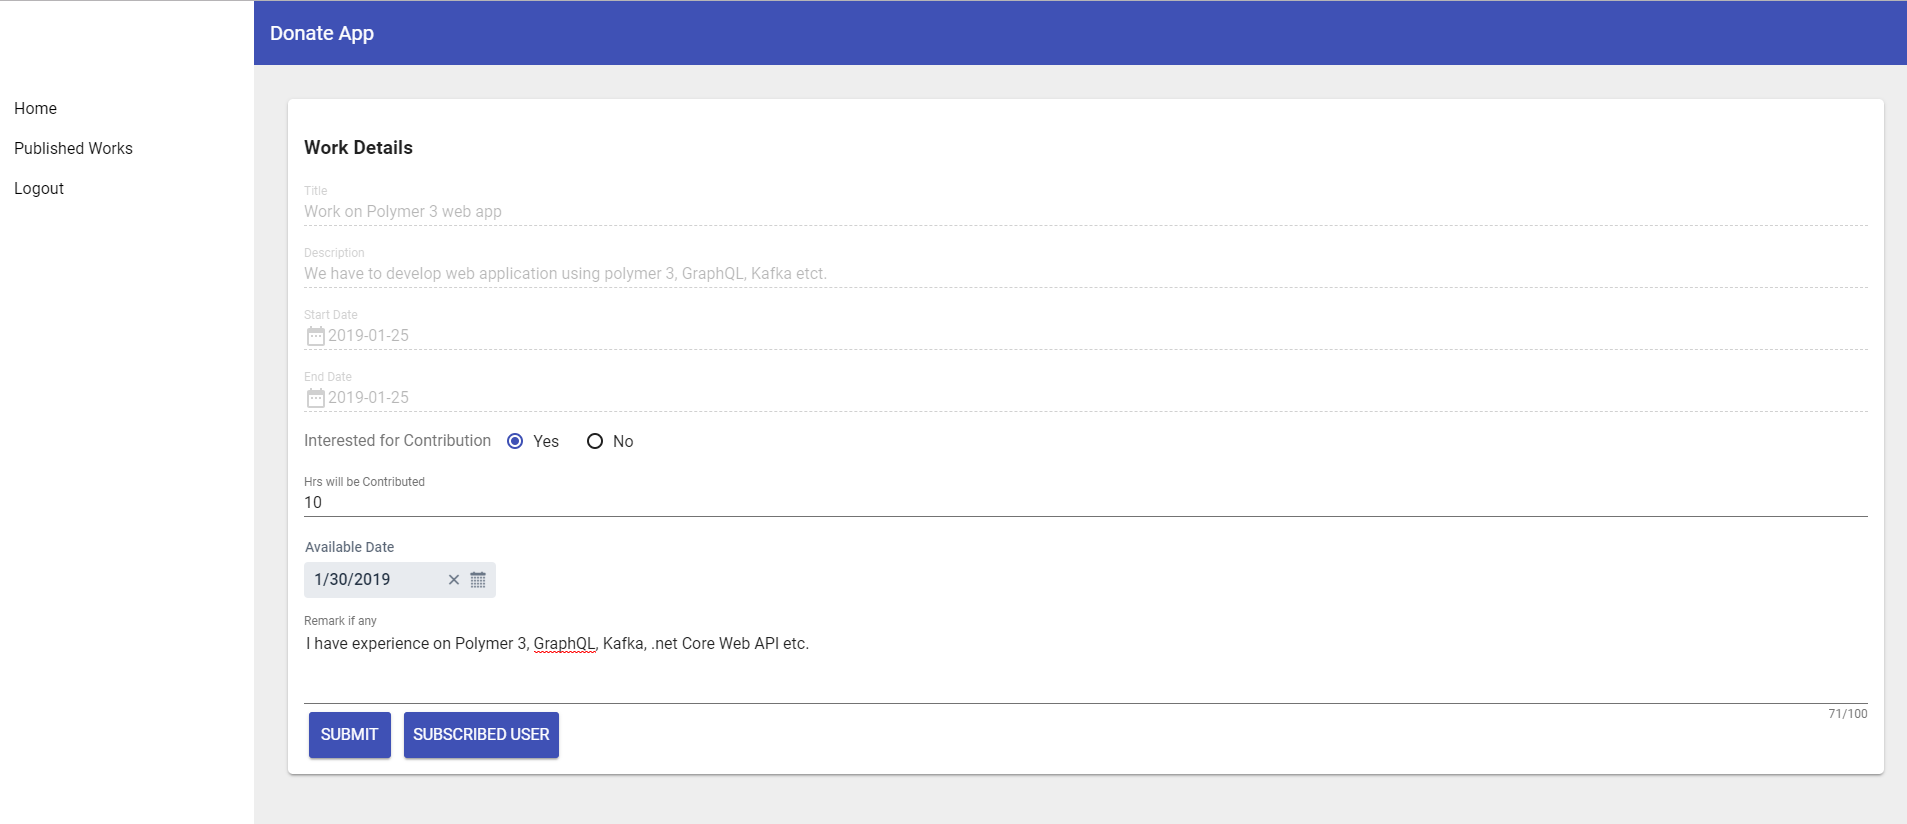 Donate App
Home
Published Works
Logout
Work Details
Title
Work on Polymer 3 web app
Description
We have to develop web application using polymer 3, GraphQL, Kafka etct.
Start Date
2019-01-25
End Date
2019-01-25
Interested for Contribution Yes No
Hrs will be Contributed
10
Available Date
1/30/2019
Remark if any
I have experience on Polymer 3, GraphQL, Kafka, .net Core Web API etc.
71/100
SUBMIT SUBSCRIBED USER